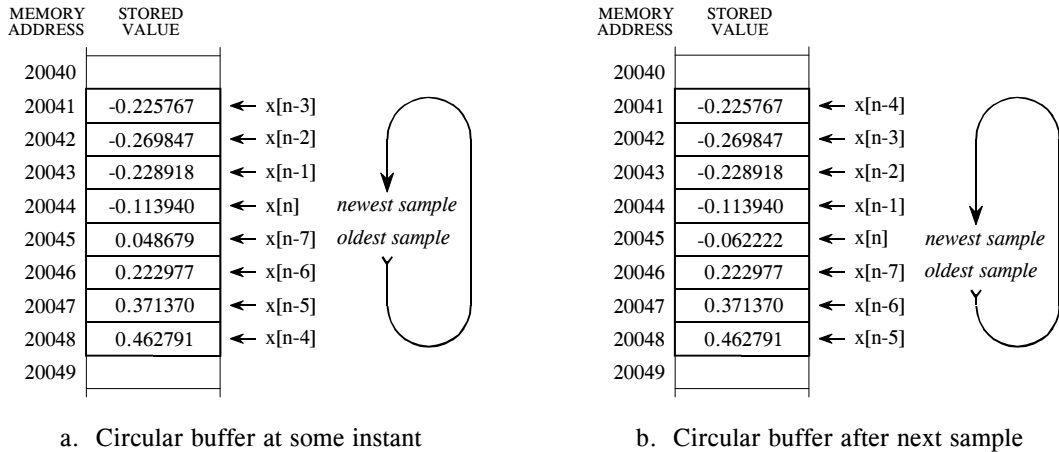 MEMORY ADDRESS STORED VALUE
20040
20041 -0.225767 x[n-3]
20042 -0.269847 x[n-2]
20043 -0.228918 x[n-1]
20044 -0.113940 x[n] newest sample
20045 0.048679 x[n-7] oldest sample
20046 0.222977 x[n-6]
20047 0.371370 x[n-5]
20048 0.462791 x[n-4]
20049
a. Circular buffer at some instant
MEMORY ADDRESS STORED VALUE
20040
20041 -0.225767 x[n-4]
20042 -0.269847 x[n-3]
20043 -0.228918 x[n-2]
20044 -0.113940 x[n-1]
20045 -0.062222 x[n] newest sample
20046 0.222977 x[n-7] oldest sample
20047 0.371370 x[n-6]
20048 0.462791 x[n-5]
20049
b. Circular buffer after next sample